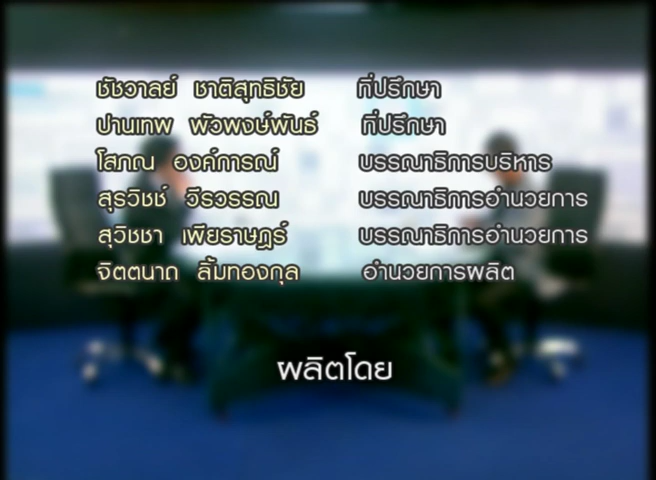 ชัชวาลย์ ชาติสุทธิชัย ที่ปรึกษา
ปานเทพ พัวพงษ์พันธ์ ที่ปรึกษา
โสภณ องค์การณ์ บรรณาธิการบริหาร
สุรวิชช์ วีรวรรณ บรรณาธิการอำนวยการ
สุวิชชา เพียราษฎร์ บรรณาธิการอำนวยการ
จิตตนาถ ลิ้มทองกุล อำนวยการผลิต
ผลิตโดย